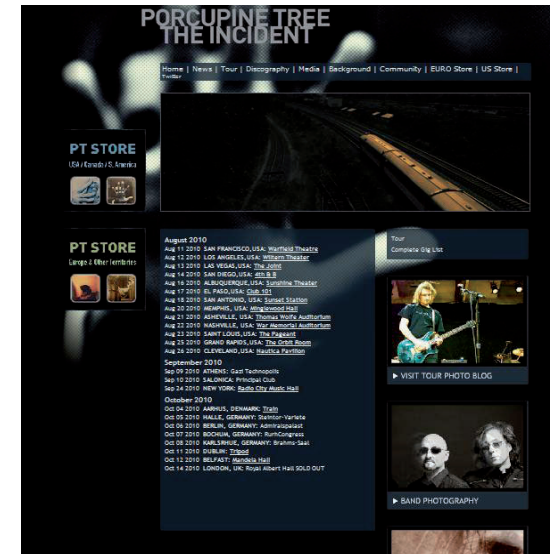 PORCUPINE TREE
THE INCIDENT
Home | News | Tour | Discography | Media | Background | Community | EURO Store | US Store |
Twitter
PT STORE
USA / Canada / S. America
PT STORE
Europe & Other Territories
August 2010
Aug 11 2010 SAN FRANCISCO,USA: Warfield Theatre
Aug 12 2010 LOS ANGELES,USA: Wiltern Theater
Aug 13 2010 LAS VEGAS,USA: The Joint
Aug 14 2010 SAN DIEGO,USA: 4th & B
Aug 16 2010 ALBUQUERQUE,USA: Sunshine Theater
Aug 17 2010 EL PASO,USA: Club 101
Aug 18 2010 SAN ANTONIO, USA: Sunset Station
Aug 20 2010 MEMPHIS, USA: Minglewood Hall
Aug 21 2010 ASHEVILLE, USA: Thomas Wolfe Auditorium
Aug 22 2010 NASHVILLE, USA: War Memorial Auditorium
Aug 23 2010 SAINT LOUIS,USA: The Pageant
Aug 25 2010 GRAND RAPIDS,USA: The Orbit Room
Aug 26 2010 CLEVELAND,USA: Nautica Pavilion
September 2010
Sep 09 2010 ATHENS: Gazi Technopolis
Sep 10 2010 SALONICA: Principal Club
Sep 24 2010 NEW YORK: Radio City Music Hall
October 2010
Oct 04 2010 AARHUS, DENMARK: Train
Oct 05 2010 HALLE, GERMANY: Steintor-Variete
Oct 06 2010 BERLIN, GERMANY: Admiralspalast
Oct 07 2010 BOCHUM, GERMANY: RurhCongress
Oct 08 2010 KARLSRHUE, GERMANY: Brahms-Saal
Oct 11 2010 DUBLIN: Tripod
Oct 12 2010 BELFAST: Mandela Hall
Oct 14 2010 LONDON, UK: Royal Albert Hall SOLD OUT
Tour
Complete Gig List
VISIT TOUR PHOTO BLOG
BAND PHOTOGRAPHY